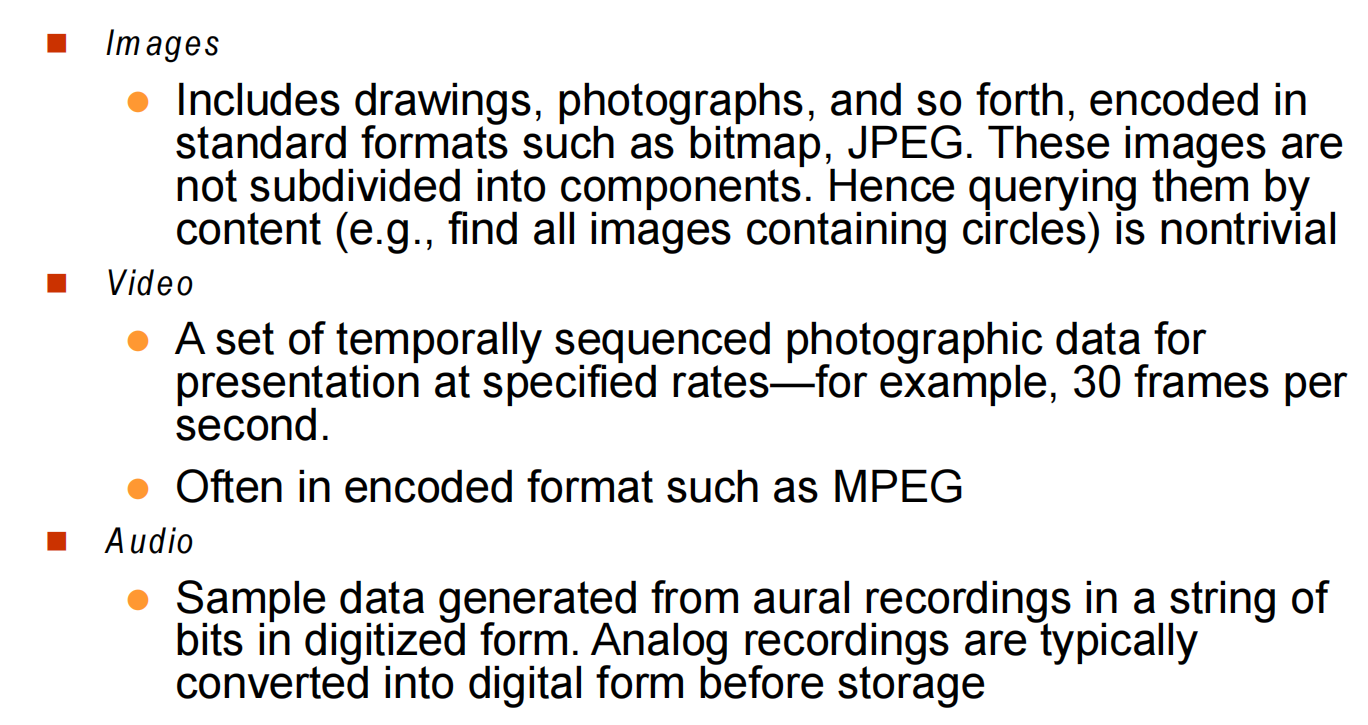 Images
Includes drawings, photographs, and so forth, encoded in
standard formats such as bitmap, JPEG. These images are
not subdivided into components. Hence querying them by
content (e.g., find all images containing circles) is nontrivial
Video
A set of temporally sequenced photographic data for
presentation at specified rates—for example, 30 frames per
second.
Often in encoded format such as MPEG
Audio
Sample data generated from aural recordings in a string of
bits in digitized form. Analog recordings are typically
converted into digital form before storage